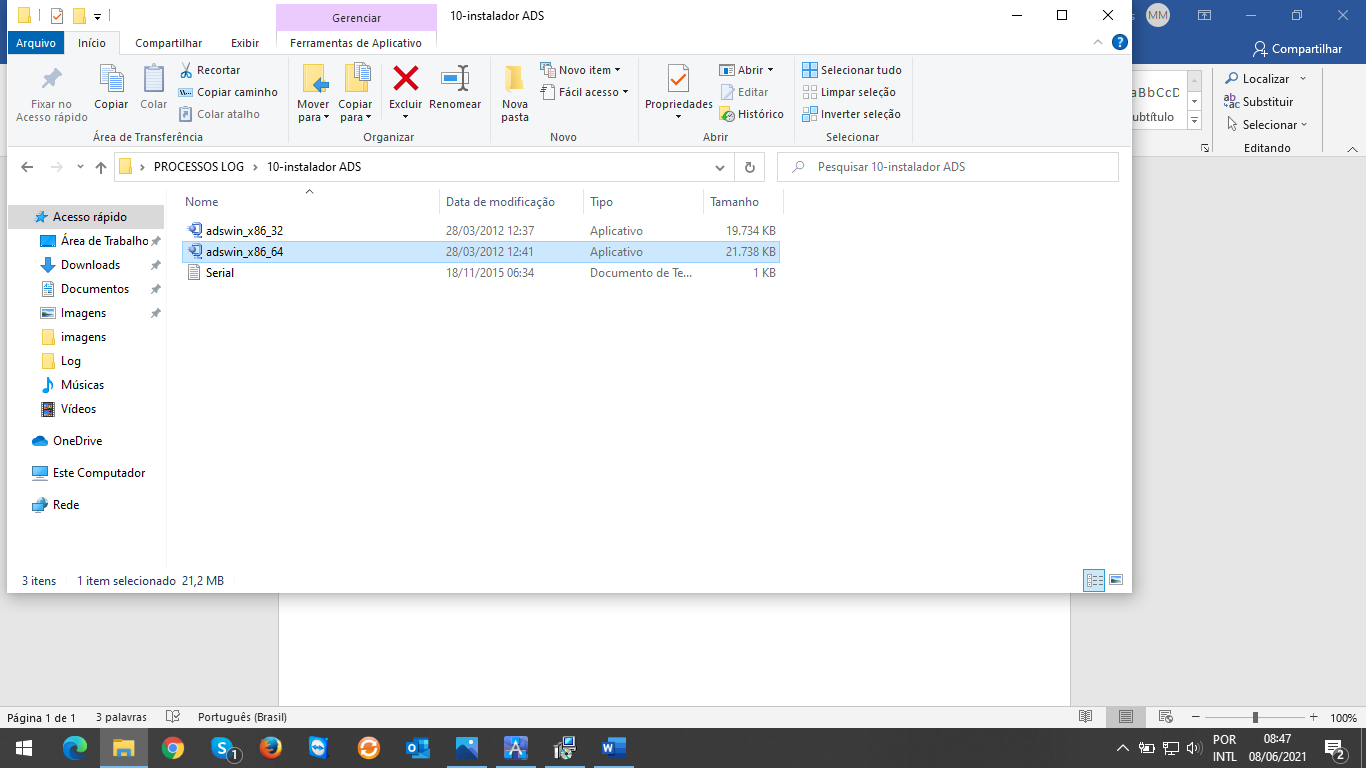 Gerenciar
10-instalador ADS
MM
Arquivo
Início
Compartilhar
Exibir
Ferramentas de Aplicativo
Compartilhar
Fixar no
Acesso rápido
Copiar
Colar
Recortar
Copiar caminho
Colar atalho
Área de Transferência
Mover
para
Copiar
para
Excluir
Renomear
Organizar
Nova
pasta
Novo item
Fácil acesso
Novo
Propriedades
Abrir
Editar
Histórico
Abrir
Selecionar tudo
Limpar seleção
Inverter seleção
Selecionar
aBbCcD
ubtítulo
Localizar
Substituir
Selecionar
Editando
PROCESSOS LOG
10-instalador ADS
Pesquisar 10-instalador ADS
Nome
Data de modificação
Tipo
Tamanho
adswin_x86_32
28/03/2012 12:37
Aplicativo
19.734 KB
adswin_x86_64
28/03/2012 12:41
Aplicativo
21.738 KB
Serial
18/11/2015 06:34
Documento de Te...
1 KB
Acesso rápido
Área de Trabalho
Downloads
Documentos
Imagens
imagens
Log
Músicas
Vídeos
OneDrive
Este Computador
Rede
3 itens
1 item selecionado 21,2 MB
Página 1 de 1
3 palavras
Português (Brasil)
100%
1
POR
INTL
08:47
08/06/2021
2